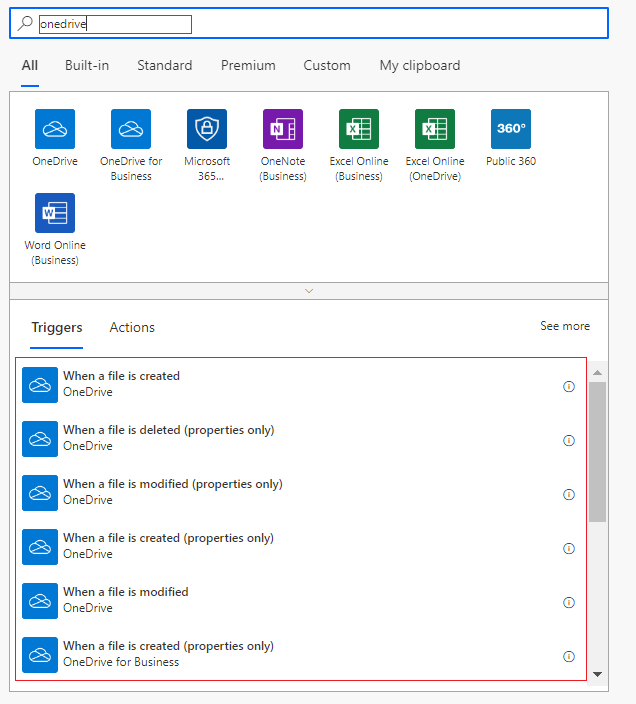 onedrive
All Built-in Standard Premium Custom My clipboard
360°
OneDrive
OneDrive for
Business
Microsoft
365...
OneNote
(Business)
Excel Online
(Business)
Excel Online
(OneDrive)
Public 360
Word Online
(Business)
Triggers Actions See more
When a file is created
OneDrive
When a file is deleted (properties only)
OneDrive
When a file is modified (properties only)
OneDrive
When a file is created (properties only)
OneDrive
When a file is modified
OneDrive
When a file is created (properties only)
OneDrive for Business